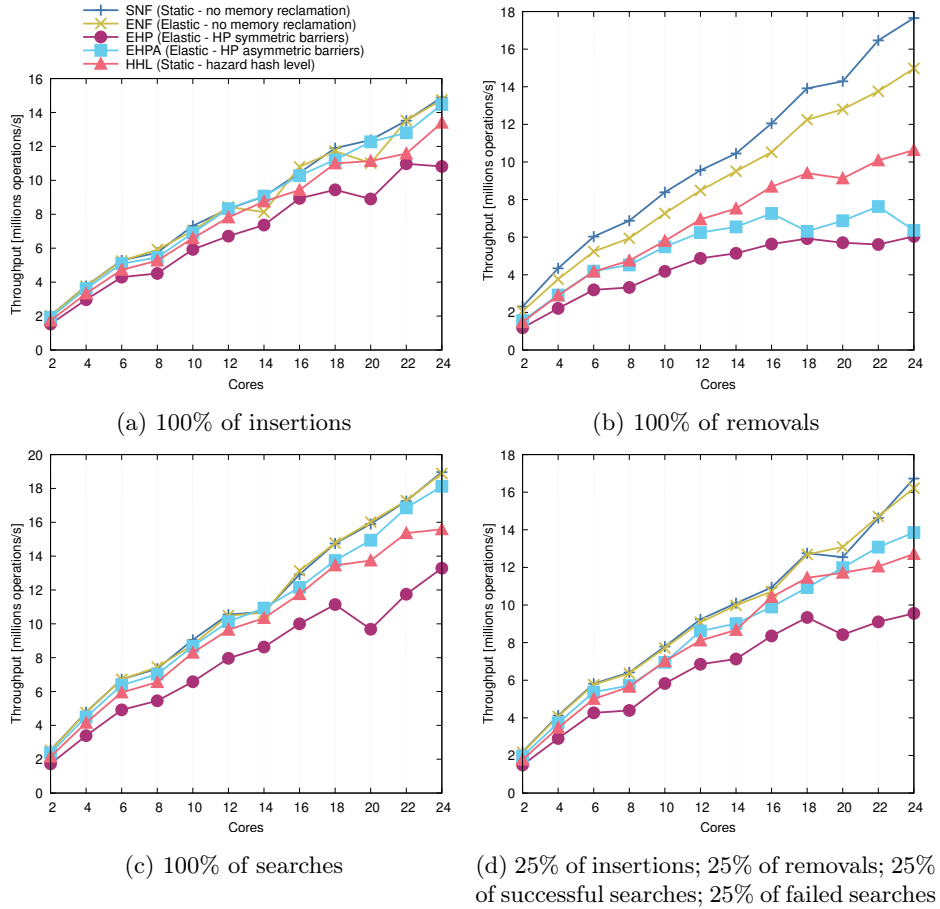 SNF (Static - no memory reclamation)
ENF (Elastic - no memory reclamation)
EHP (Elastic - HP symmetric barriers)
EHPA (Elastic - HP asymmetric barriers)
HHL (Static - hazard hash level)
Throughput [millions operations/s]
16
14
12
10
8
6
4
2
0
2 4 6 8 10 12 14 16 18 20 22 24
Cores
(a) 100% of insertions
Throughput [millions operations/s]
18
16
14
12
10
8
6
4
2
0
2 4 6 8 10 12 14 16 18 20 22 24
Cores
(b) 100% of removals
Throughput [millions operations/s]
20
18
16
14
12
10
8
6
4
2
0
2 4 6 8 10 12 14 16 18 20 22 24
Cores
(c) 100% of searches
Throughput [millions operations/s]
18
16
14
12
10
8
6
4
2
0
2 4 6 8 10 12 14 16 18 20 22 24
Cores
(d) 25% of insertions; 25% of removals; 25%
of successful searches; 25% of failed searches